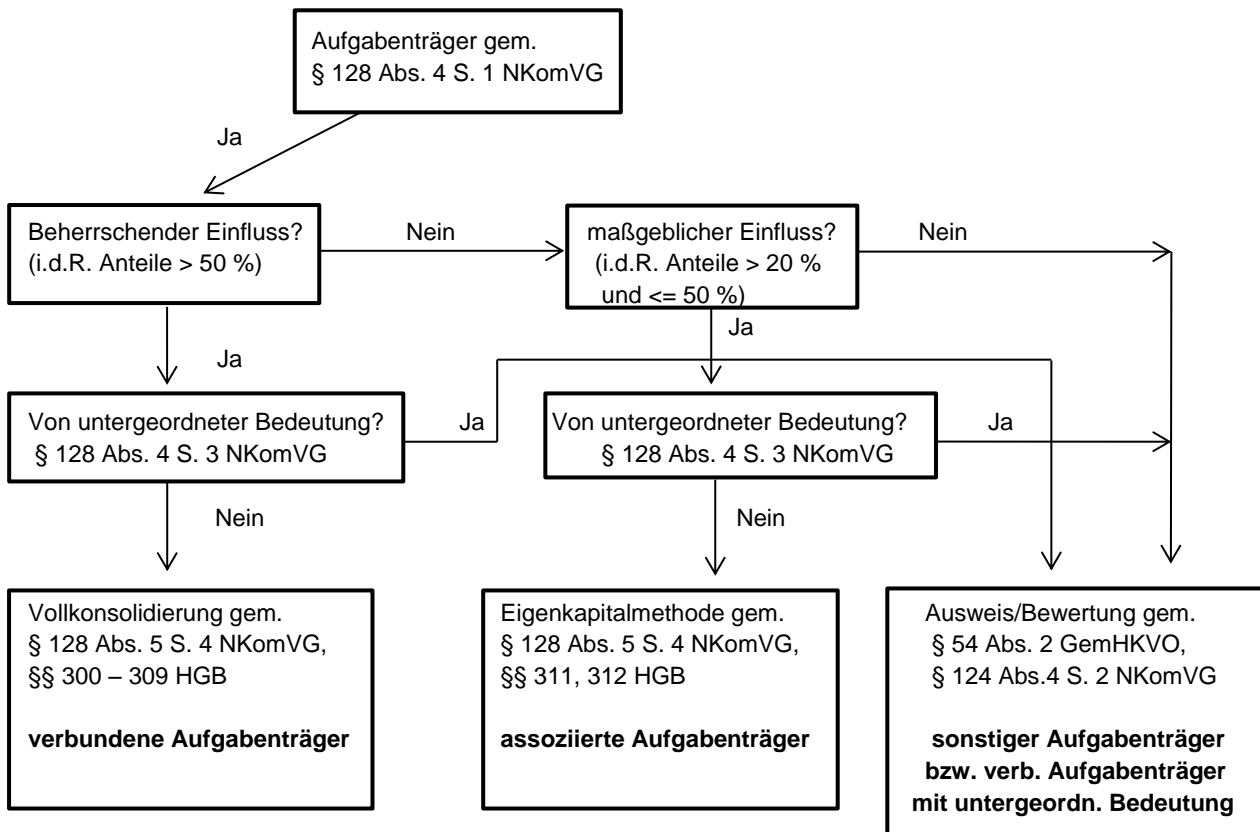 Aufgabenträger gem.
§ 128 Abs. 4 S. 1 NKomVG
Ja
Beherrschender Einfluss?
(i.d.R. Anteile > 50 %)
Nein
maßgeblicher Einfluss?
(i.d.R. Anteile > 20 %
und <= 50 %)
Nein
Ja
Ja
Von untergeordneter Bedeutung?
§ 128 Abs. 4 S. 3 NKomVG
Ja
Von untergeordneter Bedeutung?
§ 128 Abs. 4 S. 3 NKomVG
Ja
Nein
Nein
Vollkonsolidierung gem.
§ 128 Abs. 5 S. 4 NKomVG,
§§ 300 – 309 HGB
verbundene Aufgabenträger
Eigenkapitalmethode gem.
§ 128 Abs. 5 S. 4 NKomVG,
§§ 311, 312 HGB
assoziierte Aufgabenträger
Ausweis/Bewertung gem.
§ 54 Abs. 2 GemHKVO,
§ 124 Abs.4 S. 2 NKomVG
sonstiger Aufgabenträger
bzw. verb. Aufgabenträger
mit untergeordn. Bedeutung